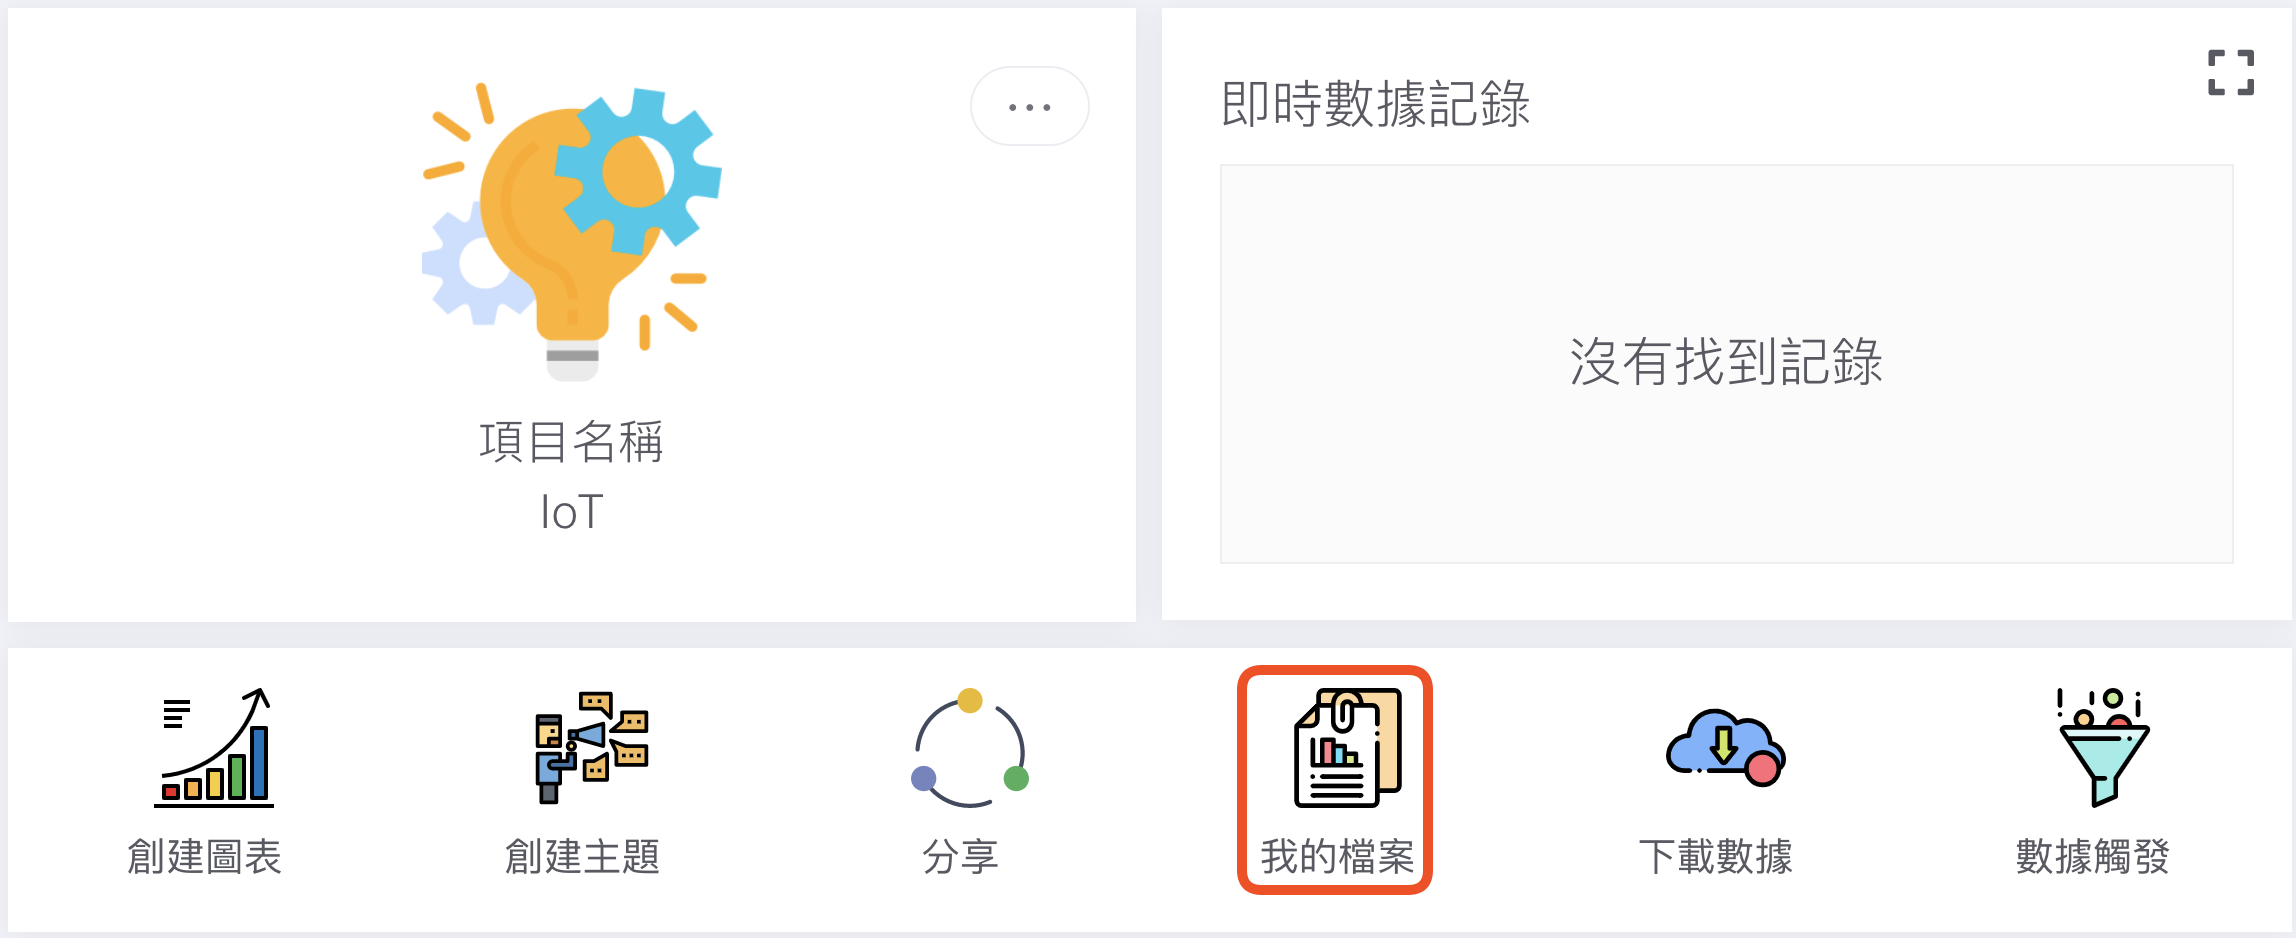 項目名稱
IoT
即時數據記錄
沒有找到記錄
創建圖表
創建主題
分享
我的檔案
下載數據
數據觸發